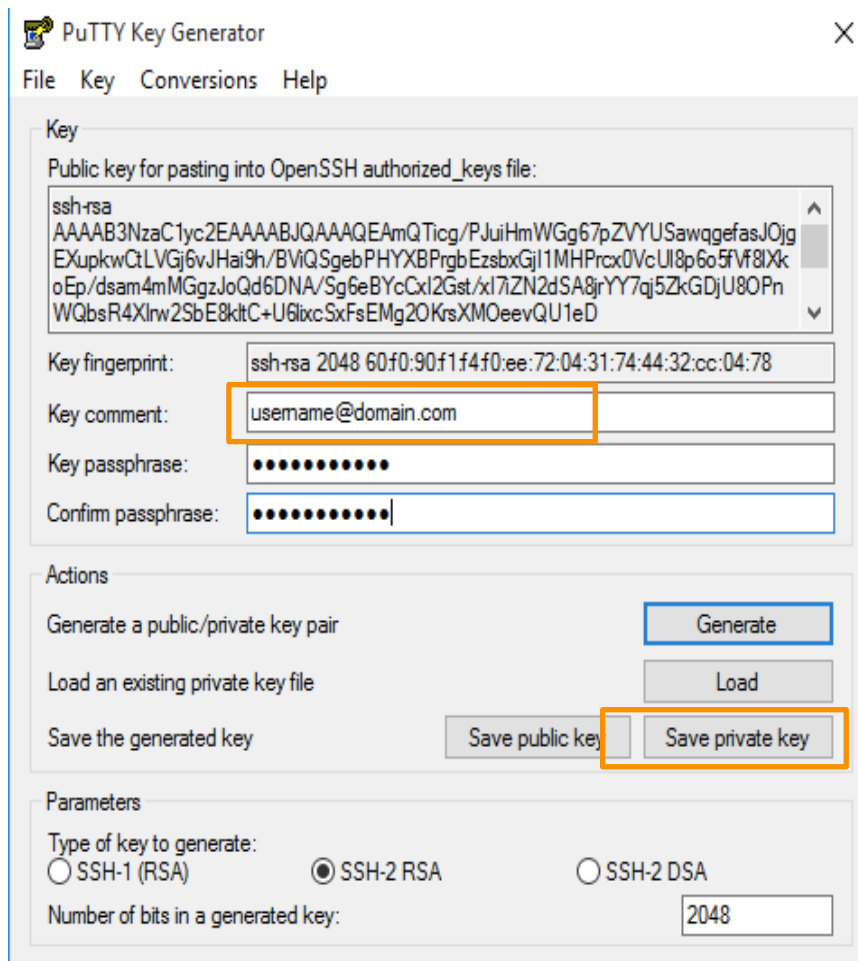 PuTTY Key Generator
File Key Conversions Help
Key
Public key for pasting into OpenSSH authorized_keys file:
ssh-rsa
AAAAB3NzaC1yc2EAAAABJQAAAQEAmQTicg/PJuiHmWGg67pZVYUSawqgefasJOjg
EXupkwCtLVGj6vJHai9h/BViQSgebPHYXBPrgbEzsbxGjI1MHPrcx0VcUI8p6o5fVf8lXk
oEp/dsam4mMGgzJoQd6DNA/Sg6eBYcCxI2Gst/xI7iZN2dSA8jrYY7qj5ZkGDjU8OPn
WQbsR4XIrw2SbE8kltC+U6lixcSxFsEMg2OKrsXMOeevQU1eD
Key fingerprint: ssh-rsa 2048 60:f0:90:f1:f4:f0:ee:72:04:31:74:44:32:cc:04:78
Key comment: username@domain.com
Key passphrase: ●●●●●●●●●●●
Confirm passphrase: ●●●●●●●●●●●
Actions
Generate a public/private key pair Generate
Load an existing private key file Load
Save the generated key Save public key Save private key
Parameters
Type of key to generate:
SSH-1 (RSA) SSH-2 RSA SSH-2 DSA
Number of bits in a generated key: 2048